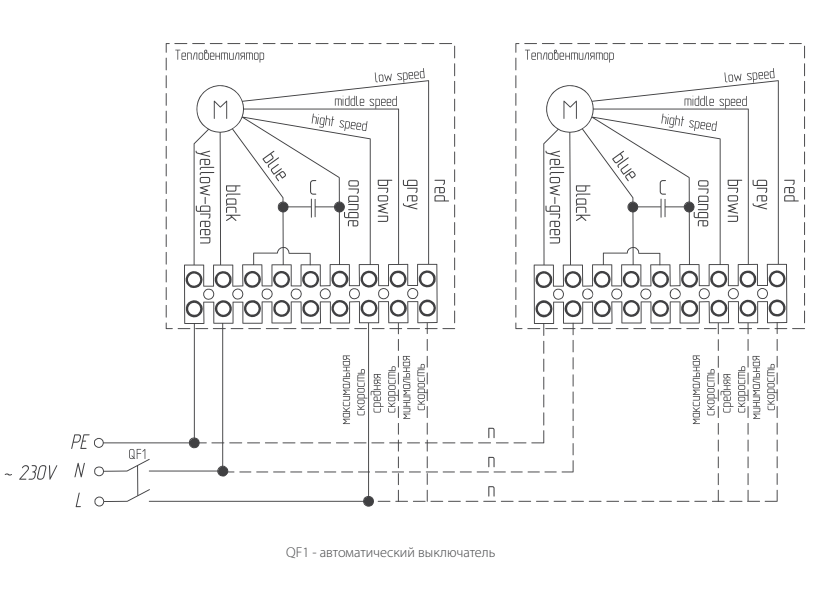 Тепловентилятор
low speed
middle speed
hight speed
M
yellow-green
black
blue
C
orange
brown
grey
red
Тепловентилятор
low speed
middle speed
hight speed
M
yellow-green
black
blue
C
orange
brown
grey
red
максимальная
скорость
средняя
скорость
минимальная
скорость
максимальная
скорость
средняя
скорость
минимальная
скорость
PE
n
QF1
~ 230V
N
n
L
n
QF1 - автоматический выключатель